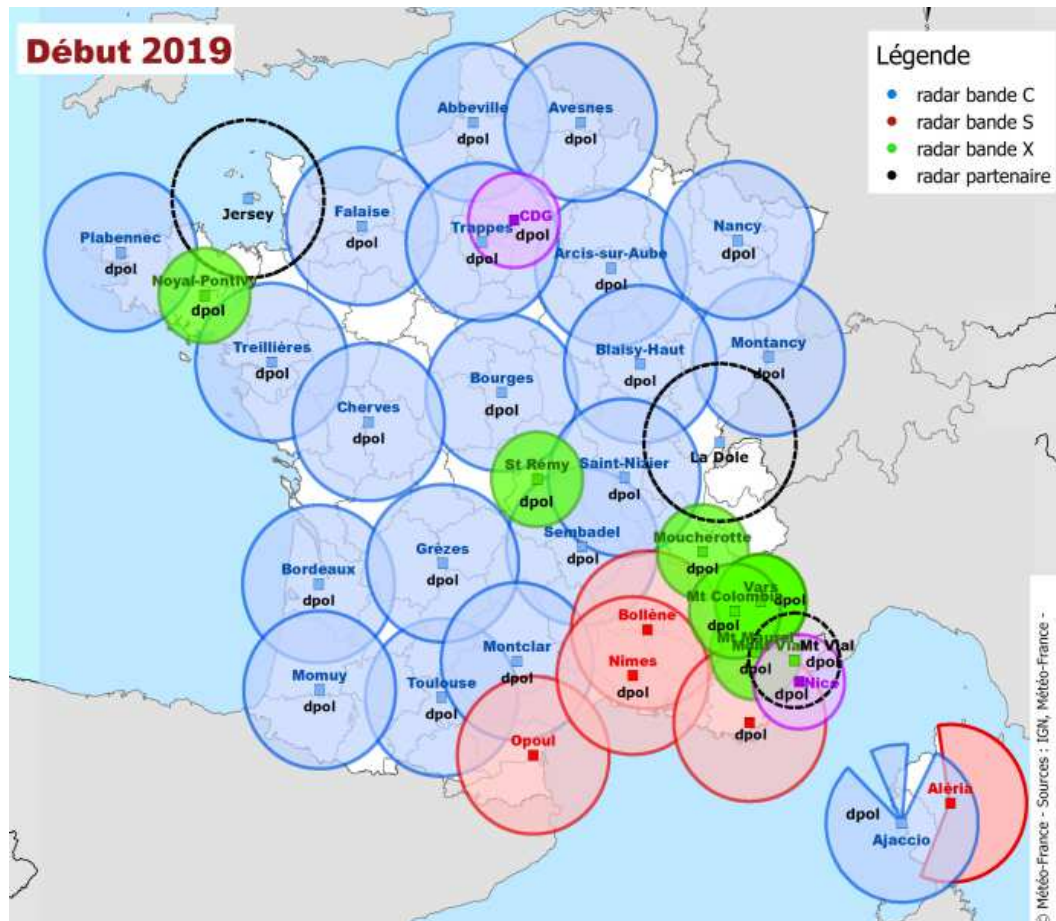 Début 2019
Légende
radar bande C
radar bande S
radar bande X
radar partenaire
Abbeville
dpol
Avesnes
dpol
Jersey
Falaise
dpol
CDG
dpol
Trappes
dpol
Nancy
dpol
Plabennec
dpol
Arcis-sur-Aube
dpol
Noyal-Pontivy
dpol
Treillières
dpol
Blaisy-Haut
dpol
Montancy
dpol
Bourges
dpol
Cherves
dpol
La Dole
St Rémy
dpol
Saint-Nizier
dpol
Sembadel
dpol
Moucherotte
dpol
Grèzes
dpol
Bordeaux
dpol
Vars
dpol
Mt Colombis
dpol
Bollène
Mont Vial
dpol
Mt Vial
dpol
Montclar
dpol
Nîmes
dpol
Momuy
dpol
Toulouse
dpol
Nice
dpol
dpol
Opoul
Aléria
dpol
Ajaccio
© Météo-France - Sources : IGN, Météo-France -